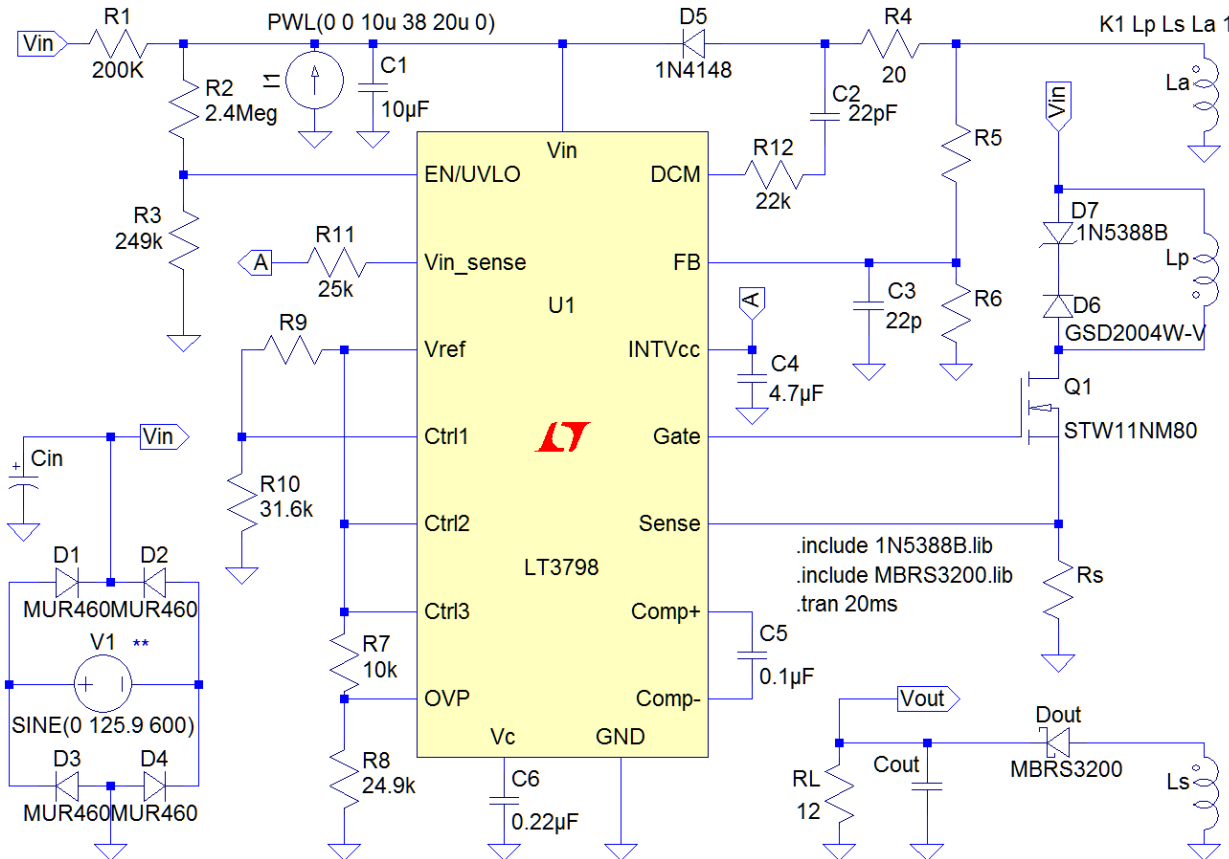 R1
PWL(0 0 10u 38 20u 0)
D5
R4
K1 Lp Ls La 1
Vin
200K
1N4148
20
La
R2
2.4Meg
I1
C1
10µF
C2
22pF
Vin
Vin
EN/UVLO
DCM
R12
22k
R5
R3
249k
R11
25k
A
Vin_sense
FB
D7
1N5388B
Lp
U1
A
C3
22p
R6
D6
GSD2004W-V
R9
Vref
INTVcc
C4
4.7µF
Q1
STW11NM80
Vin
Ctrl1
Gate
Cin
+
R10
31.6k
Ctrl2
Sense
.include 1N5388B.lib
.include MBRS3200.lib
.tran 20ms
Rs
D1
MUR460
D2
MUR460
LT3798
Ctrl3
Comp+
C5
0.1µF
V1
**
R7
10k
OVP
Comp-
SINE(0 125.9 600)
Vout
Vc
GND
D3
MUR460
D4
MUR460
R8
24.9k
C6
0.22µF
Dout
MBRS3200
Cout
RL
12
Ls